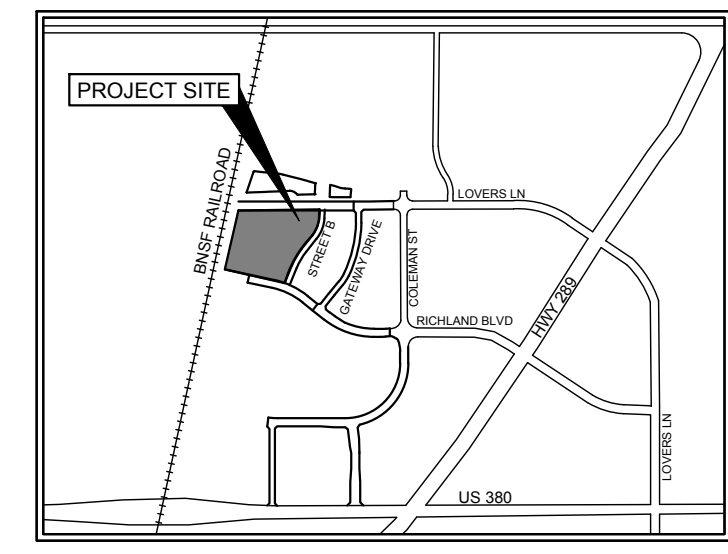 PROJECT SITE
BNSF RAILROAD
LOVERS LN
STREET B
GATEWAY DRIVE
COLEMAN ST
HWY 289
RICHLAND BLVD
LOVERS LN
US 380